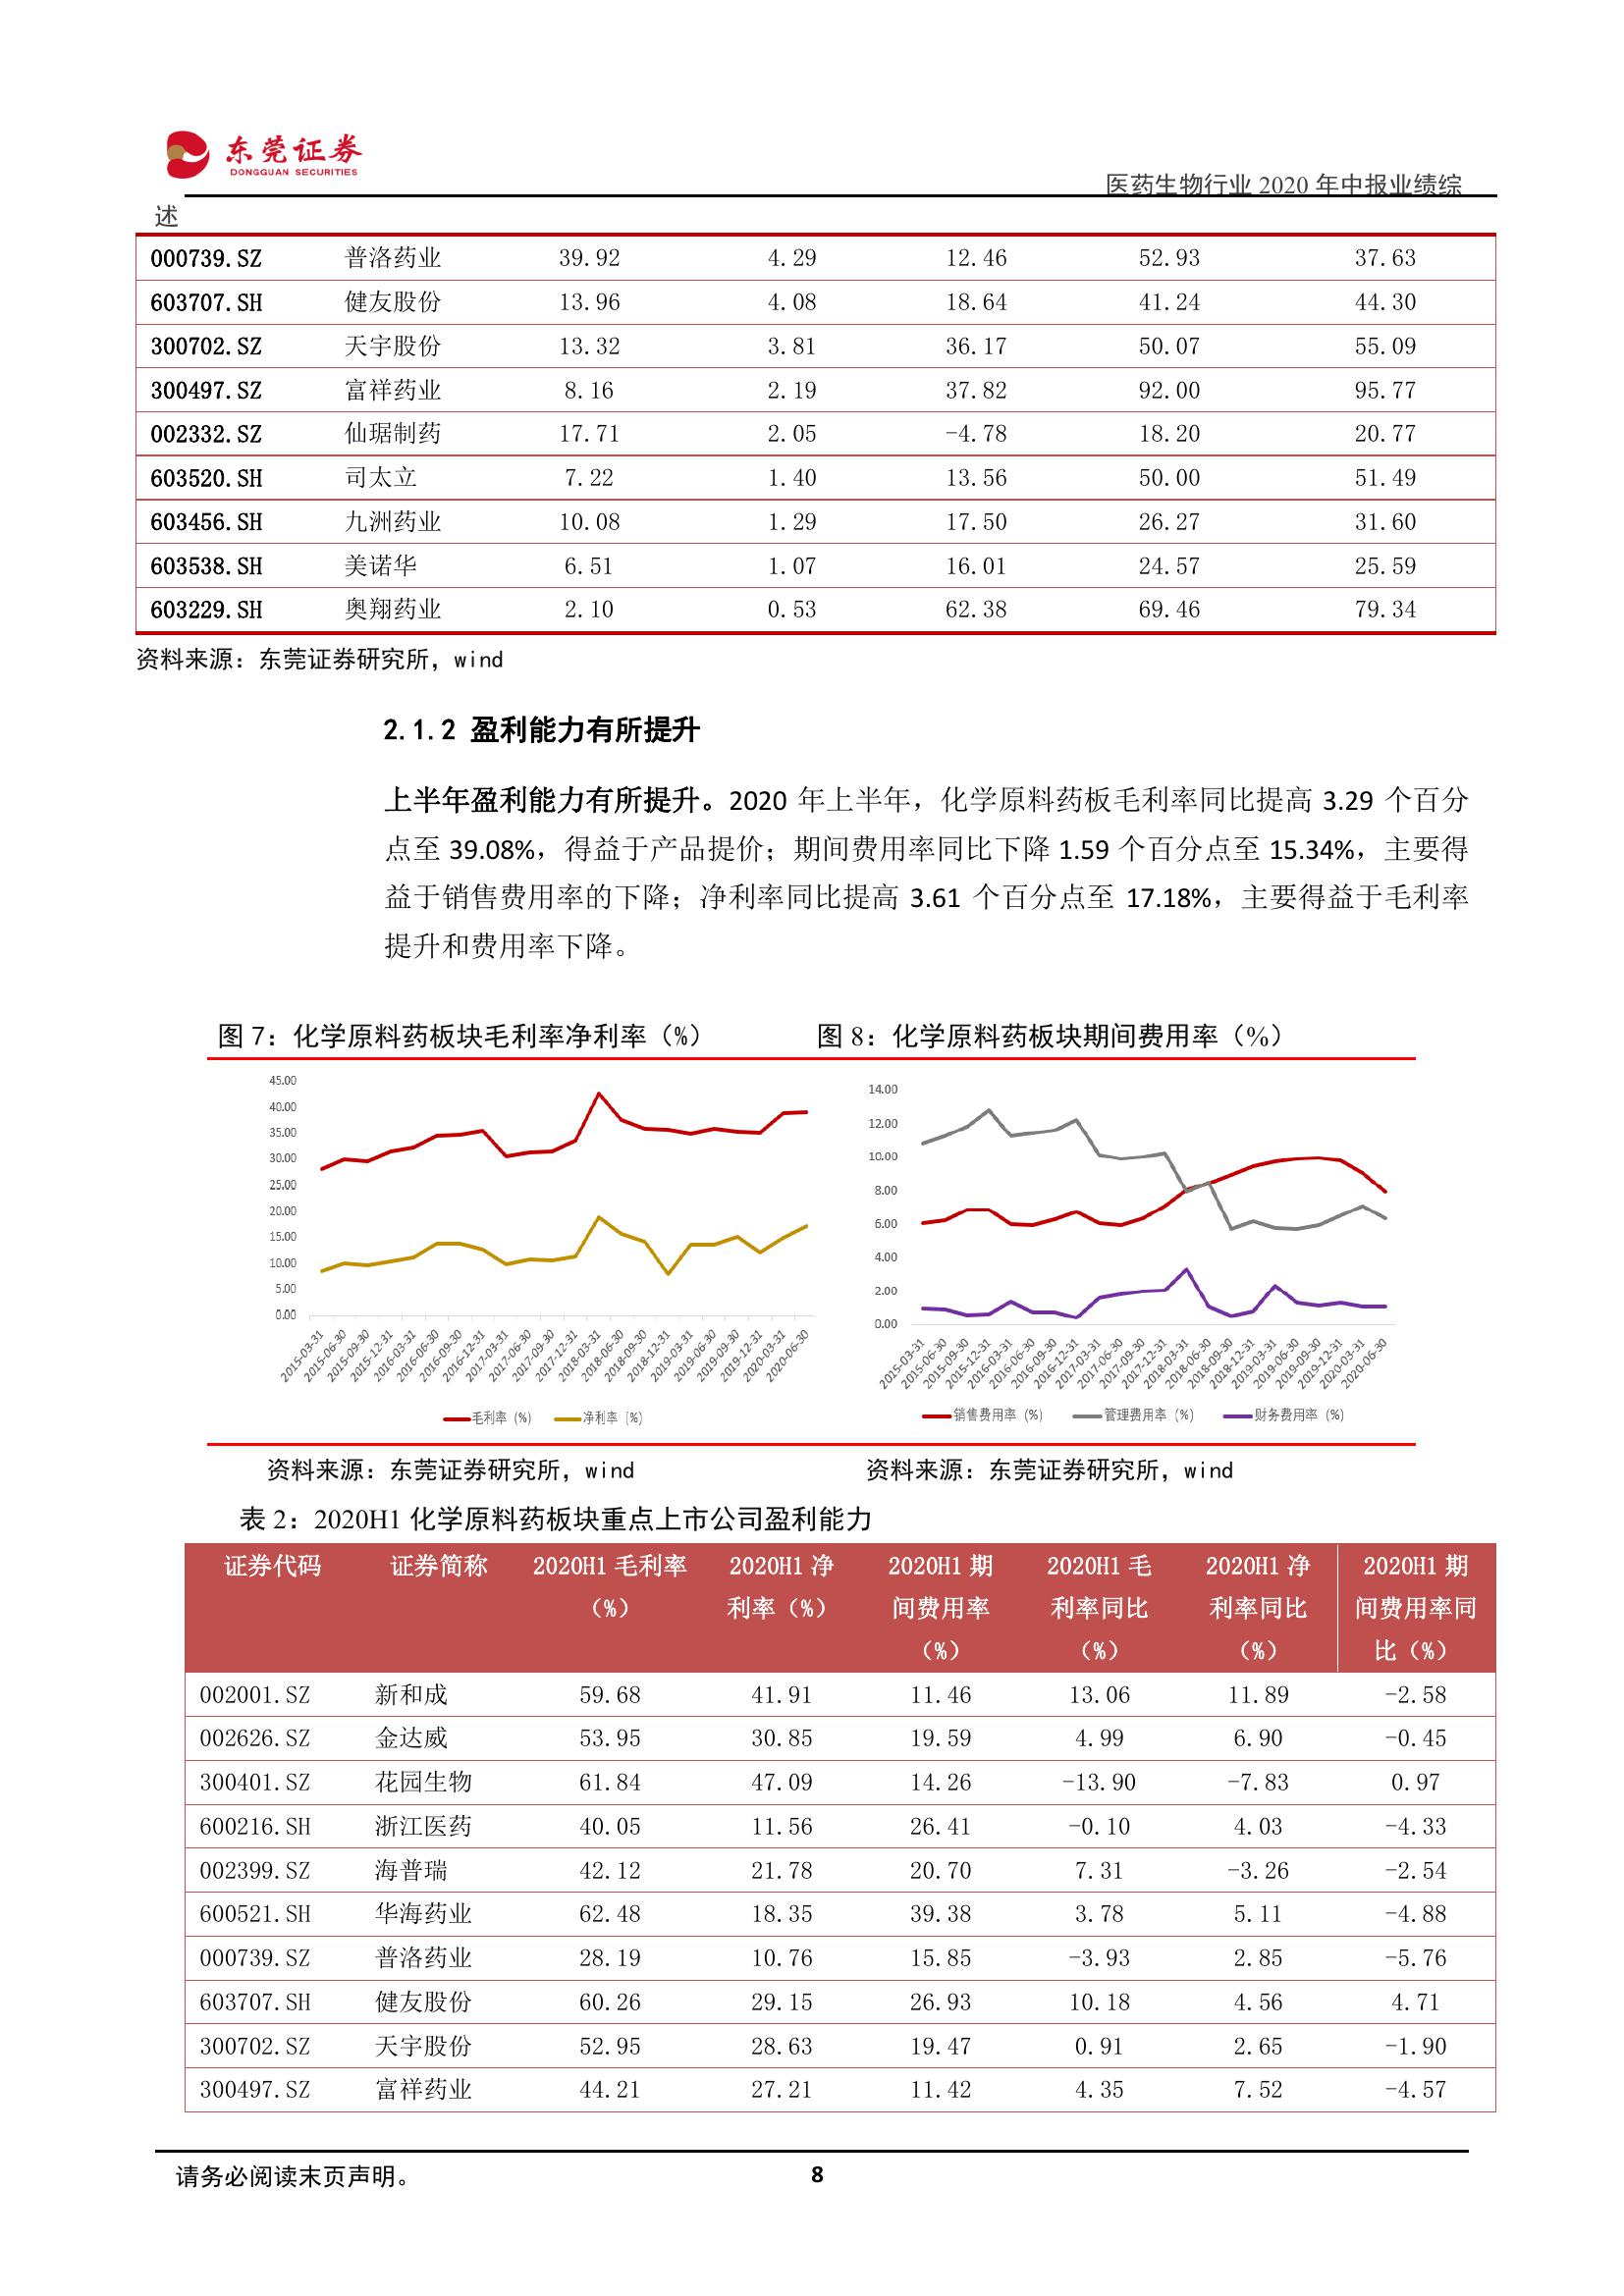 东莞证券
DONGGUAN SECURITIES
医药生物行业 2020 年中报业绩综
述
000739.SZ 普洛药业 39.92 4.29 12.46 52.93 37.63
603707.SH 健友股份 13.96 4.08 18.64 41.24 44.30
300702.SZ 天宇股份 13.32 3.81 36.17 50.07 55.09
300497.SZ 富祥药业 8.16 2.19 37.82 92.00 95.77
002332.SZ 仙琚制药 17.71 2.05 -4.78 18.20 20.77
603520.SH 司太立 7.22 1.40 13.56 50.00 51.49
603456.SH 九洲药业 10.08 1.29 17.50 26.27 31.60
603538.SH 美诺华 6.51 1.07 16.01 24.57 25.59
603229.SH 奥翔药业 2.10 0.53 62.38 69.46 79.34
资料来源：东莞证券研究所，wind
2.1.2 盈利能力有所提升
上半年盈利能力有所提升。2020 年上半年，化学原料药板毛利率同比提高 3.29 个百分
点至 39.08%，得益于产品提价；期间费用率同比下降 1.59 个百分点至 15.34%，主要得
益于销售费用率的下降；净利率同比提高 3.61 个百分点至 17.18%，主要得益于毛利率
提升和费用率下降。
图 7：化学原料药板块毛利率净利率（%）
45.00
40.00
35.00
30.00
25.00
20.00
15.00
10.00
5.00
0.00
2015-03-31 2015-06-30 2015-09-30 2015-12-31 2016-03-31 2016-06-30 2016-09-30 2016-12-31 2017-03-31 2017-06-30 2017-09-30 2017-12-31 2018-03-31 2018-06-30 2018-09-30 2018-12-31 2019-03-31 2019-06-30 2019-09-30 2019-12-31 2020-03-31 2020-06-30
毛利率（%） 净利率（%）
资料来源：东莞证券研究所，wind
图 8：化学原料药板块期间费用率（%）
14.00
12.00
10.00
8.00
6.00
4.00
2.00
0.00
2015-03-31 2015-06-30 2015-09-30 2015-12-31 2016-03-31 2016-06-30 2016-09-30 2016-12-31 2017-03-31 2017-06-30 2017-09-30 2017-12-31 2018-03-31 2018-06-30 2018-09-30 2018-12-31 2019-03-31 2019-06-30 2019-09-30 2019-12-31 2020-03-31 2020-06-30
销售费用率（%） 管理费用率（%） 财务费用率（%）
资料来源：东莞证券研究所，wind
表 2：2020H1 化学原料药板块重点上市公司盈利能力
证券代码 证券简称 2020H1 毛利率 2020H1 净 2020H1 期 2020H1 毛 2020H1 净 2020H1 期
（%） 利率（%） 间费用率 利率同比 利率同比 间费用率同
（%） （%） （%） 比（%）
002001.SZ 新和成 59.68 41.91 11.46 13.06 11.89 -2.58
002626.SZ 金达威 53.95 30.85 19.59 4.99 6.90 -0.45
300401.SZ 花园生物 61.84 47.09 14.26 -13.90 -7.83 0.97
600216.SH 浙江医药 40.05 11.56 26.41 -0.10 4.03 -4.33
002399.SZ 海普瑞 42.12 21.78 20.70 7.31 -3.26 -2.54
600521.SH 华海药业 62.48 18.35 39.38 3.78 5.11 -4.88
000739.SZ 普洛药业 28.19 10.76 15.85 -3.93 2.85 -5.76
603707.SH 健友股份 60.26 29.15 26.93 10.18 4.56 4.71
300702.SZ 天宇股份 52.95 28.63 19.47 0.91 2.65 -1.90
300497.SZ 富祥药业 44.21 27.21 11.42 4.35 7.52 -4.57
请务必阅读末页声明。
8